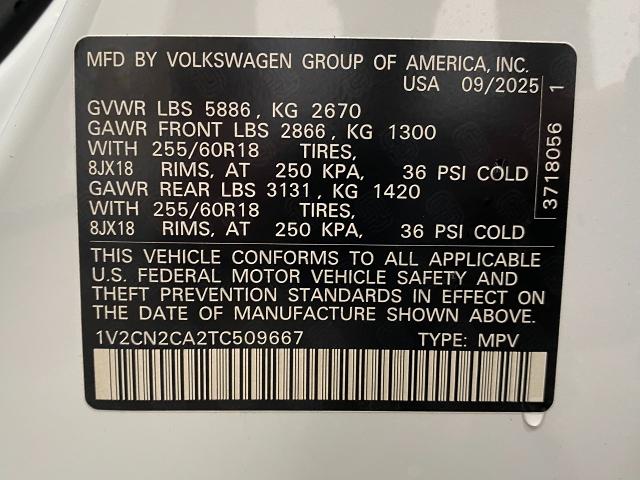 MFD BY VOLKSWAGEN GROUP OF AMERICA, INC.
USA 09/2025
GVWR LBS 5886, KG 2670
GAWR FRONT LBS 2866, KG 1300
WITH 255/60R18 TIRES,
8JX18 RIMS, AT 250 KPA, 36 PSI COLD
GAWR REAR LBS 3131, KG 1420
WITH 255/60R18 TIRES,
8JX18 RIMS, AT 250 KPA, 36 PSI COLD
THIS VEHICLE CONFORMS TO ALL APPLICABLE
U.S. FEDERAL MOTOR VEHICLE SAFETY AND
THEFT PREVENTION STANDARDS IN EFFECT ON
THE DATE OF MANUFACTURE SHOWN ABOVE.
1V2CN2CA2TC509667 TYPE: MPV
3718056 1